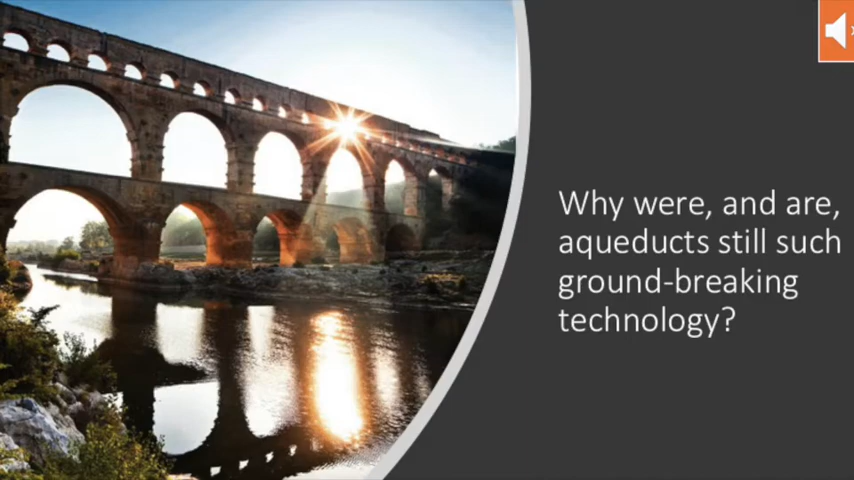 Why were, and are,
aqueducts still such
ground-breaking
technology?